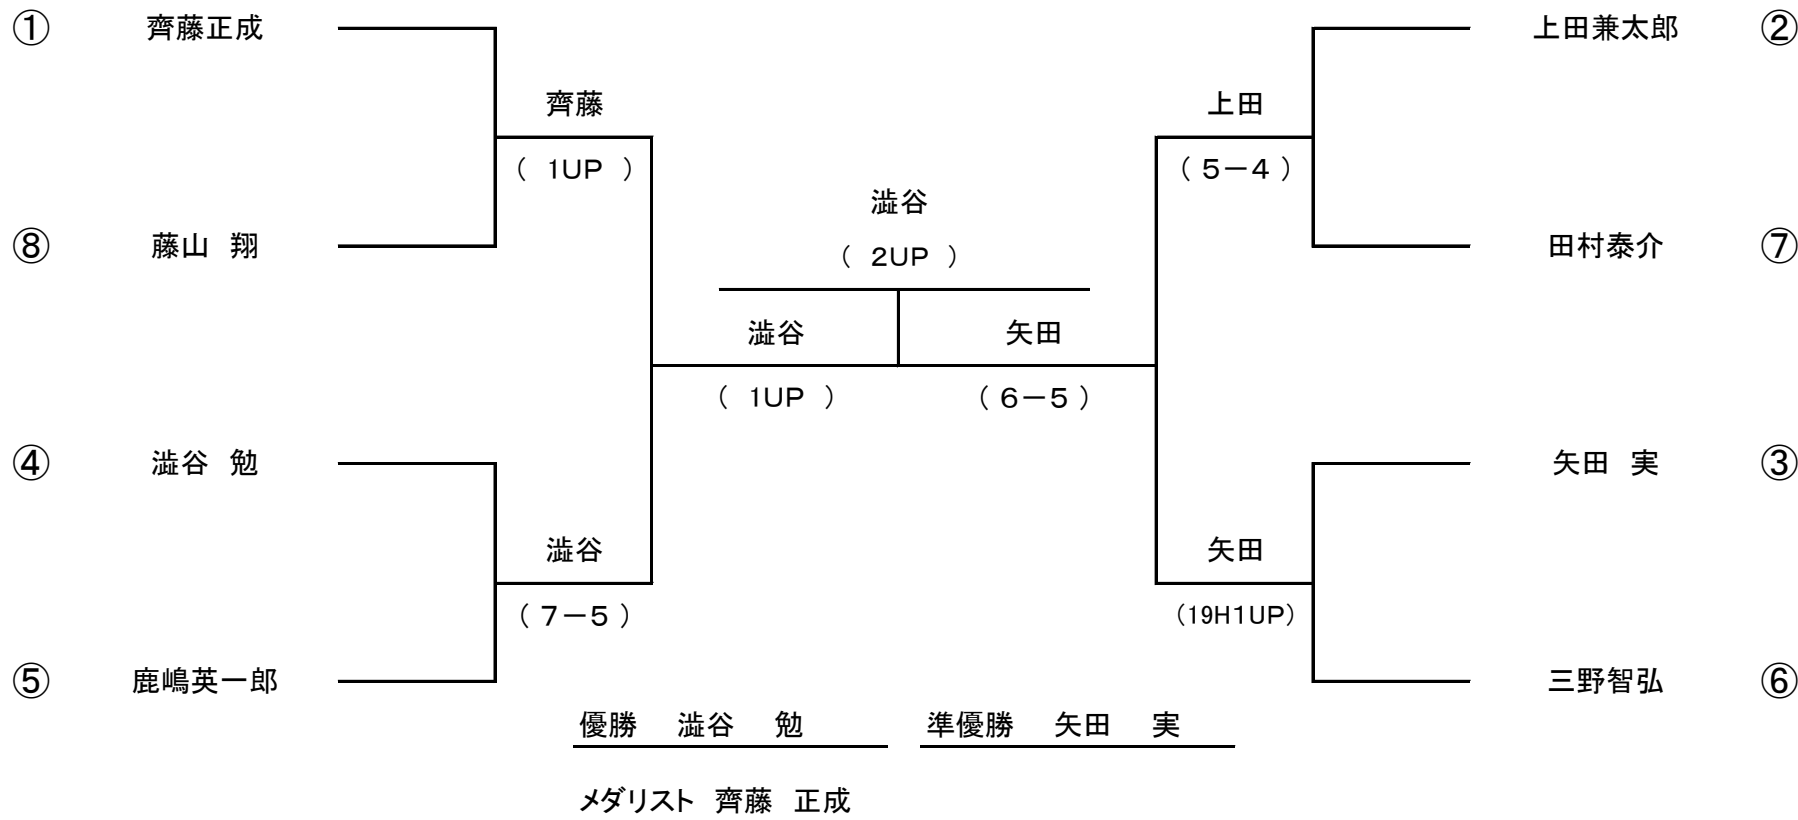 ① 齊藤正成 上田兼太郎 ②
齊藤 上田
( 1UP ) ( 5－4 )
澁谷
⑧ 藤山 翔 ( 2UP ) 田村泰介 ⑦
澁谷 矢田
( 1UP ) ( 6－5 )
④ 澁谷 勉 矢田 実 ③
澁谷 矢田
( 7－5 ) (19H1UP)
⑤ 鹿嶋英一郎 三野智弘 ⑥
優勝 澁谷 勉 準優勝 矢田 実
メダリスト 齊藤 正成